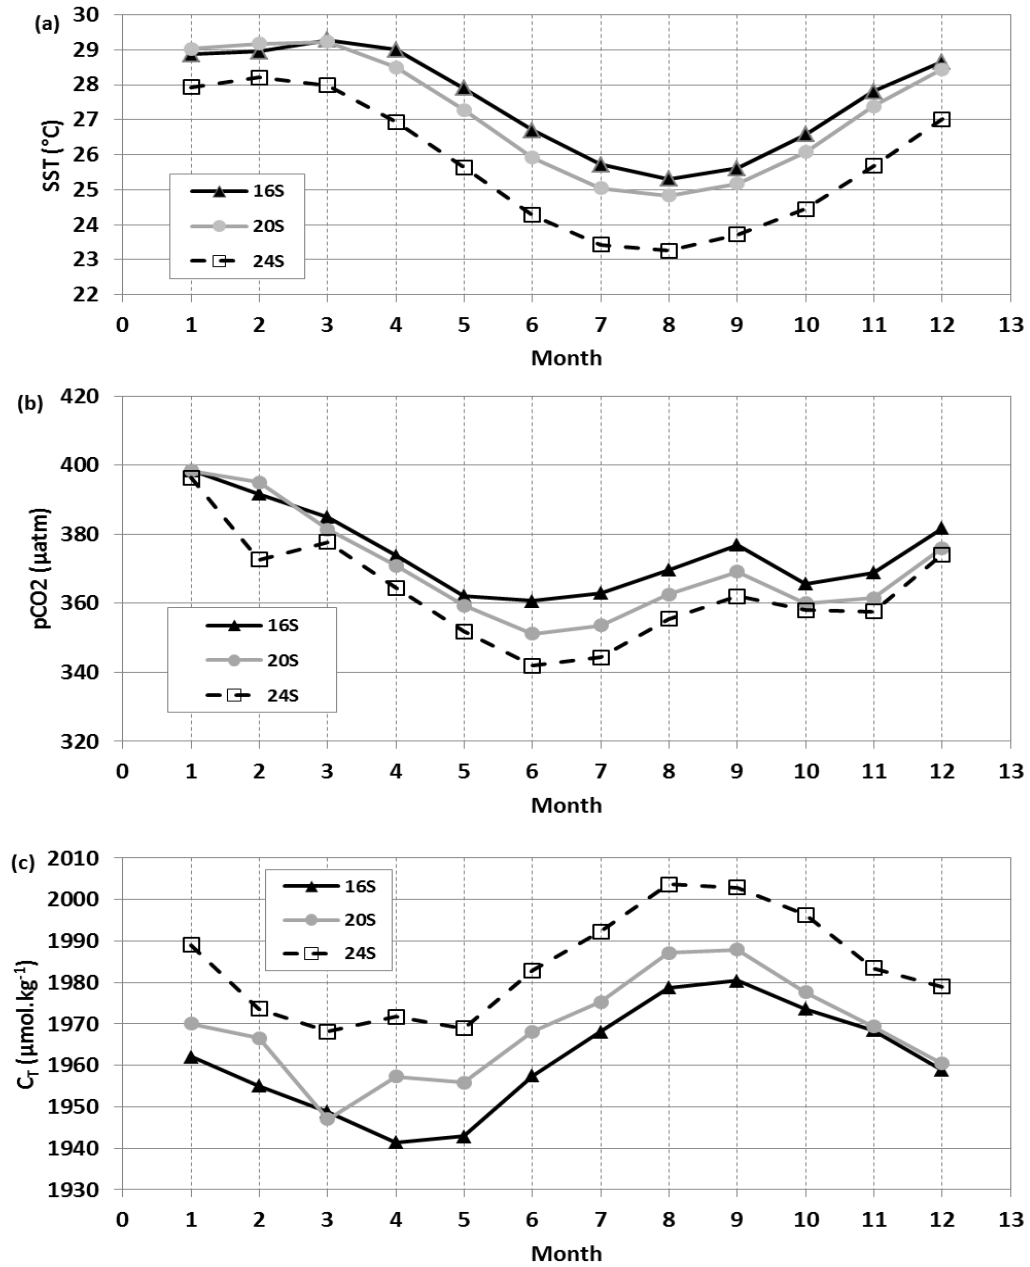 (a)
SST (°C)
30
29
28
27
26
25
24
23
22
16S
20S
24S
0 1 2 3 4 5 6 7 8 9 10 11 12 13
Month
(b)
pCO2 (µatm)
420
400
380
360
340
320
16S
20S
24S
0 1 2 3 4 5 6 7 8 9 10 11 12 13
Month
(c)
C_T (µmol.kg⁻¹)
2010
2000
1990
1980
1970
1960
1950
1940
1930
16S
20S
24S
0 1 2 3 4 5 6 7 8 9 10 11 12 13
Month